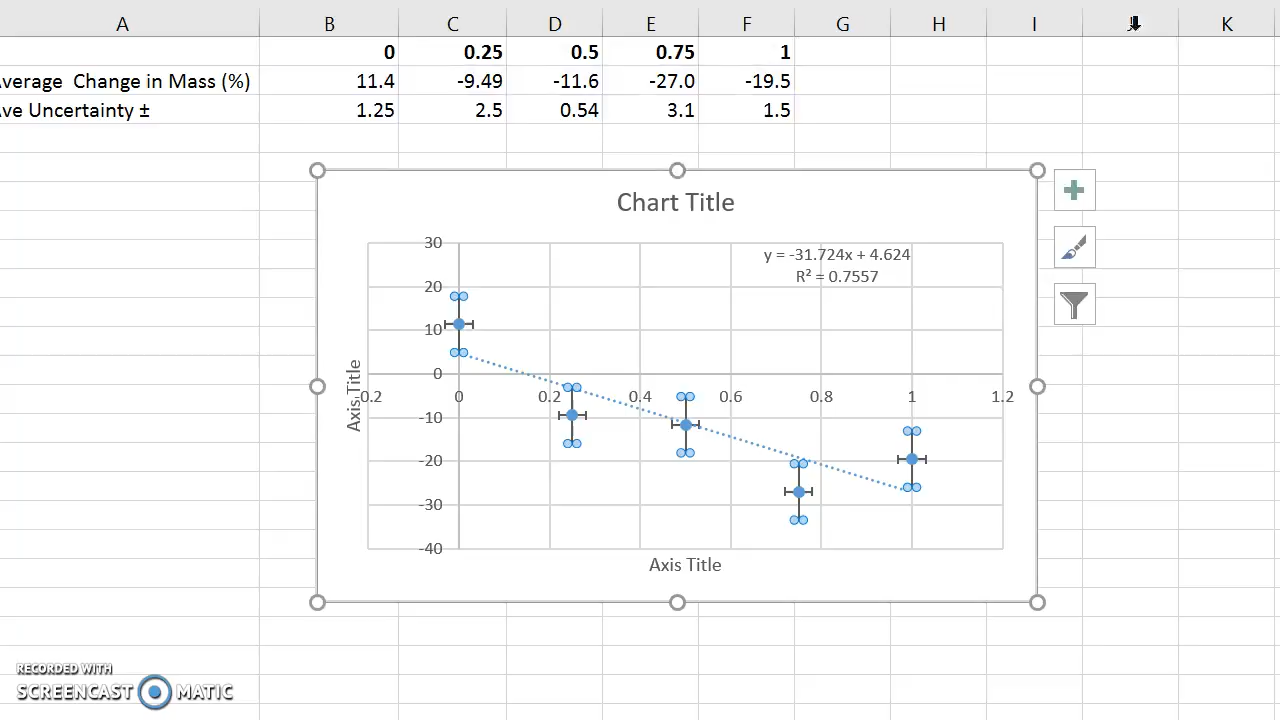 A B C D E F G H I J K
0 0.25 0.5 0.75 1
verage Change in Mass (%) 11.4 -9.49 -11.6 -27.0 -19.5
ve Uncertainty ± 1.25 2.5 0.54 3.1 1.5
Chart Title
y = -31.724x + 4.624
R² = 0.7557
30
20
10
0
-0.2 0 0.2 0.4 0.6 0.8 1 1.2
-10
-20
-30
-40
Axis Title
Axis Title
RECORDED WITH
SCREENCAST MATIC